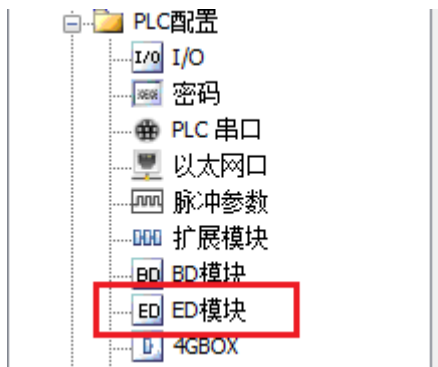 PLC配置
I/O I/O
密码
PLC 串口
以太网口
脉冲参数
扩展模块
BD BD模块
ED ED模块
4GBOX